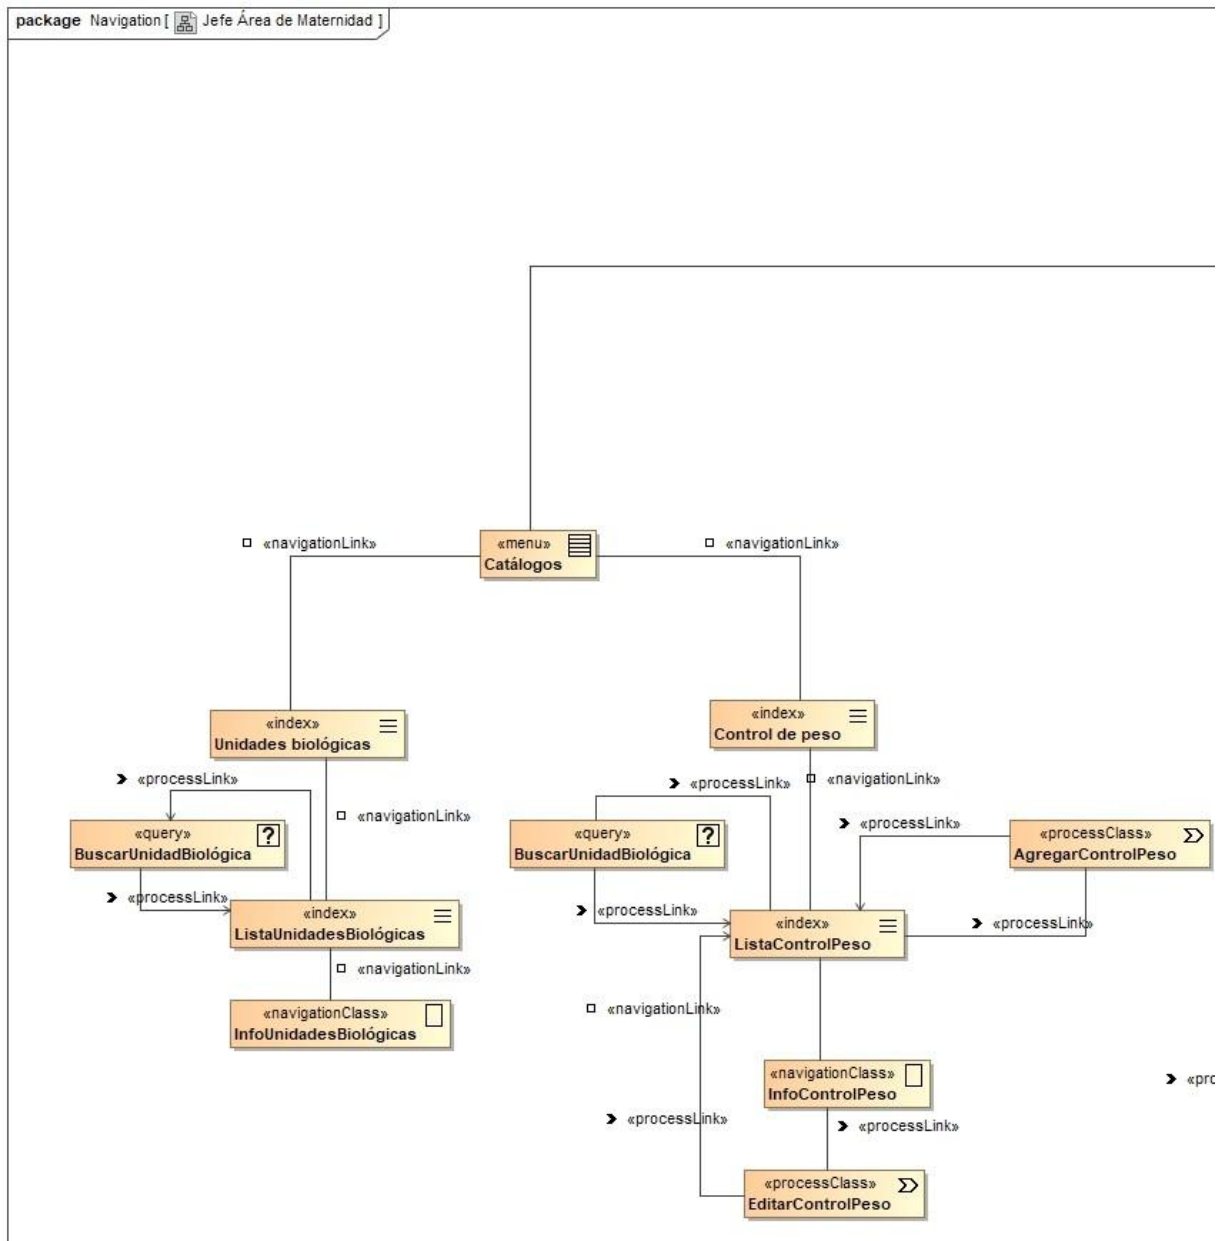 package Navigation [ Jefe Área de Maternidad ]
«navigationLink»
«menu»
Catálogos
«navigationLink»
«index»
Unidades biológicas
«index»
Control de peso
«processLink»
«navigationLink»
«processLink»
«navigationLink»
«query»
BuscarUnidadBiológica
«query»
BuscarUnidadBiológica
«processLink»
«processClass»
AgregarControlPeso
«processLink»
«index»
ListaUnidadesBiológicas
«processLink»
«index»
ListaControlPeso
«processLink»
«navigationLink»
«navigationClass»
InfoUnidadesBiológicas
«navigationLink»
«navigationClass»
InfoControlPeso
«pro
«processLink»
«processLink»
«processClass»
EditarControlPeso